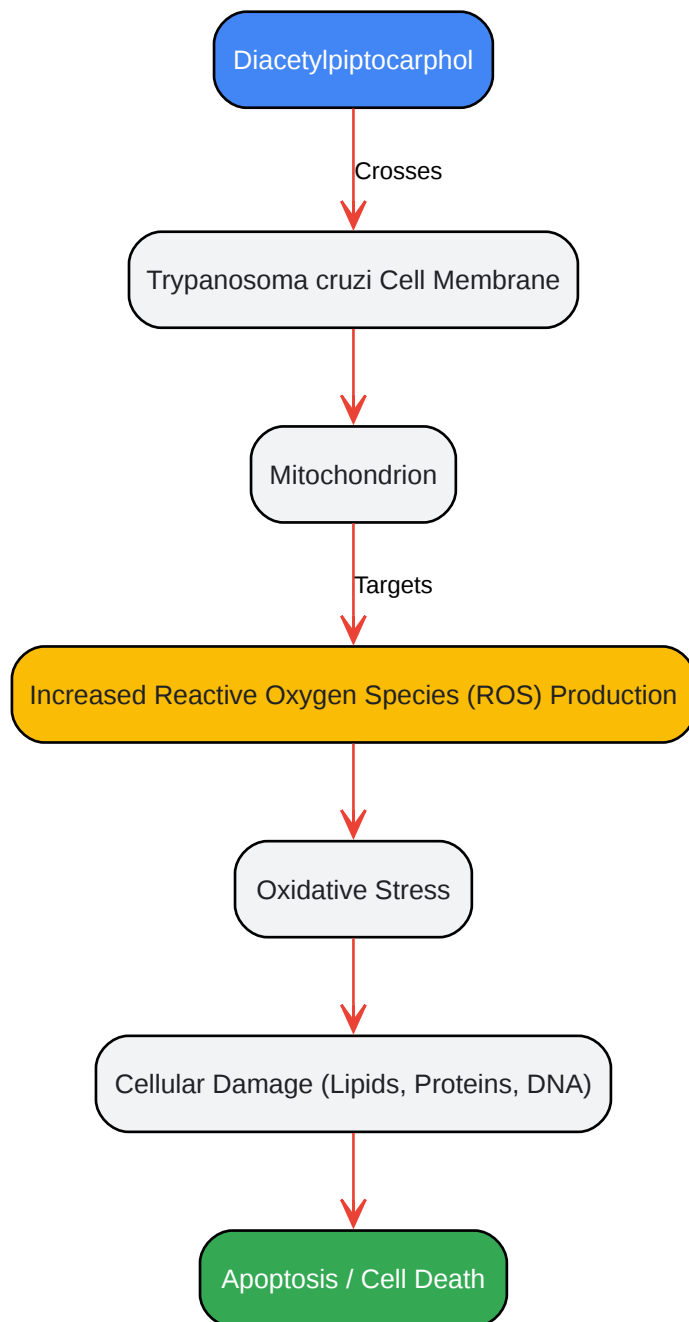 Diacetylpiptocarphol
Crosses
Trypanosoma cruzi Cell Membrane
Mitochondrion
Targets
Increased Reactive Oxygen Species (ROS) Production
Oxidative Stress
Cellular Damage (Lipids, Proteins, DNA)
Apoptosis / Cell Death